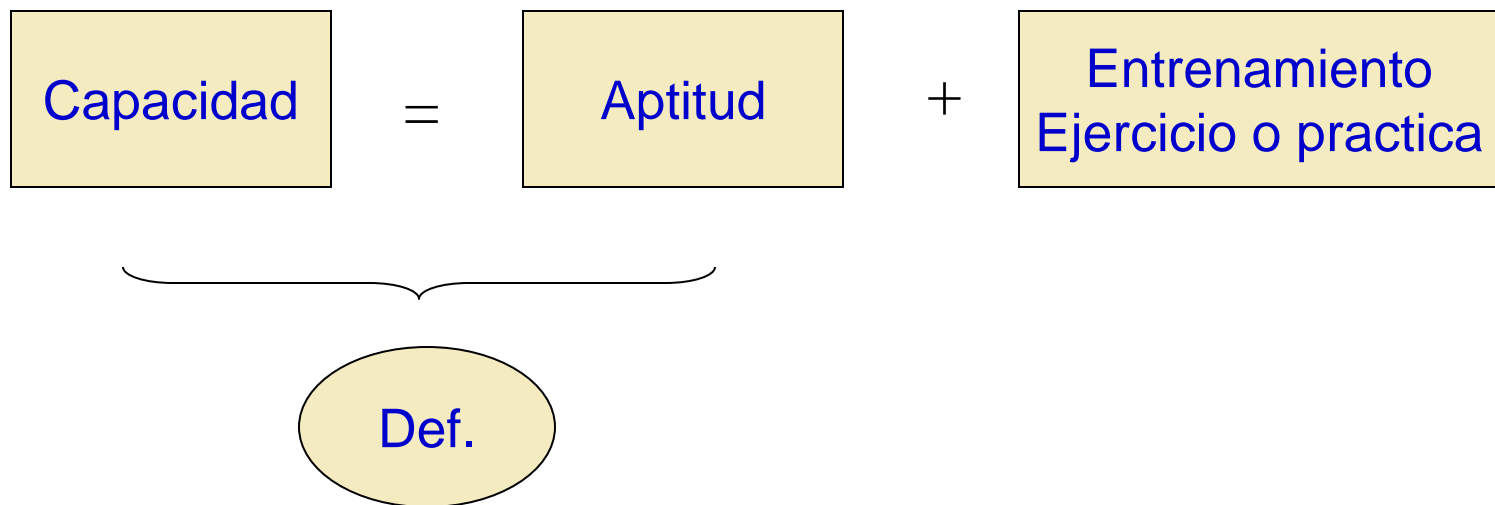 Capacidad
=
Aptitud
+
Entrenamiento
Ejercicio o practica
Def.